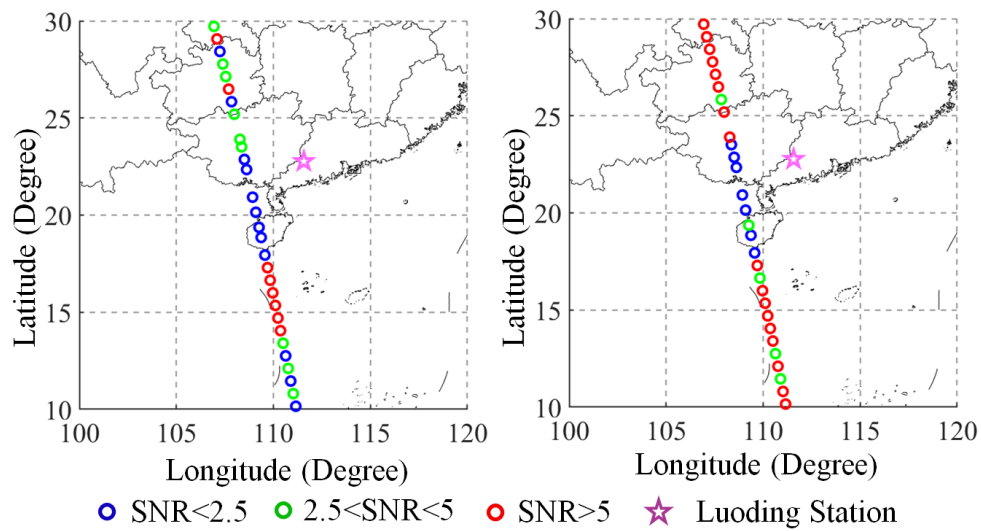 30
25
20
15
10
Latitude (Degree)
100 105 110 115 120
Longitude (Degree)
30
25
20
15
10
Latitude (Degree)
100 105 110 115 120
Longitude (Degree)
SNR<2.5 2.5<SNR<5 SNR>5 Luoding Station